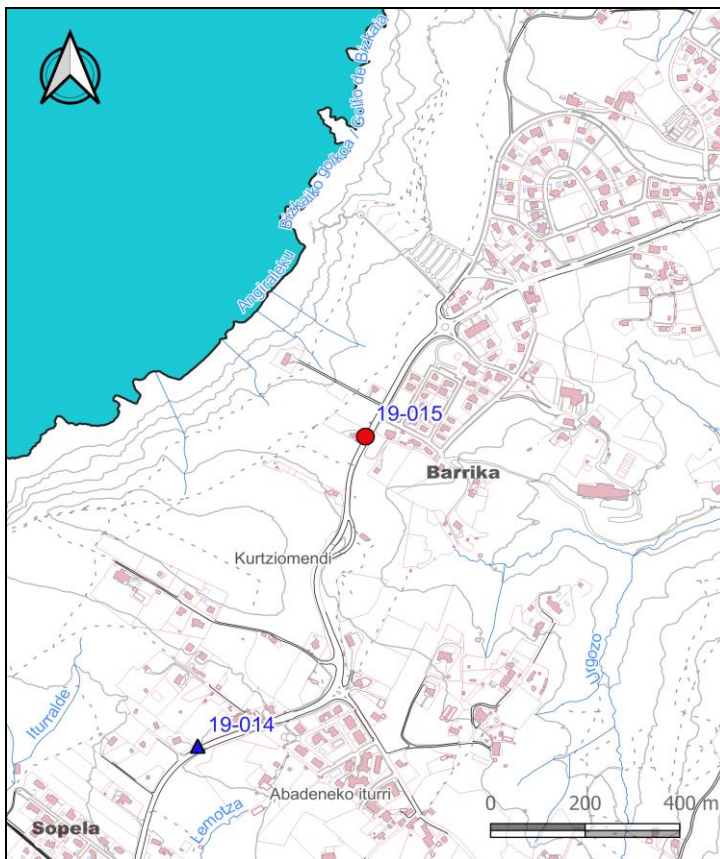 Bizkaiko golkoa / Golfo de Bizkaia
Angiraleku
19-015
Barrika
Kurtziomendi
Urgozo
Iturralde
19-014
Lemotza
Abadeneko iturri
Sopela
0 200 400 m